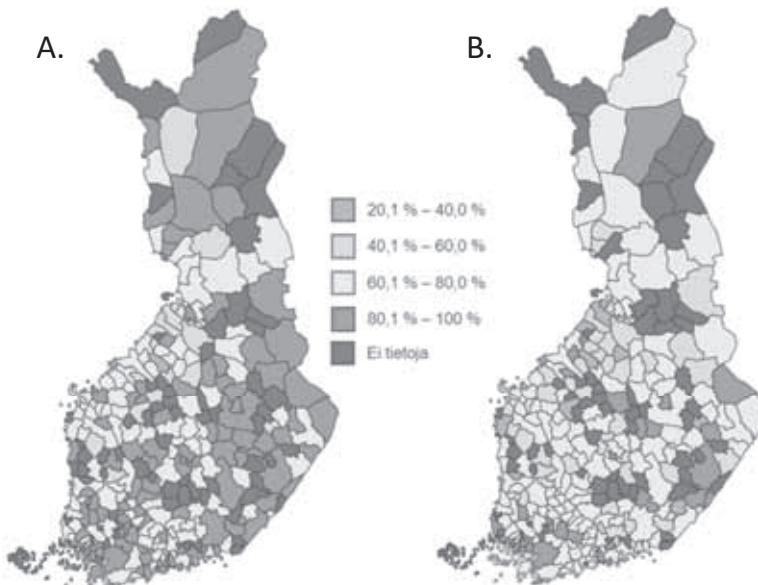 A.
B.
20,1 % – 40,0 %
40,1 % – 60,0 %
60,1 % – 80,0 %
80,1 % – 100 %
Ei tietoja